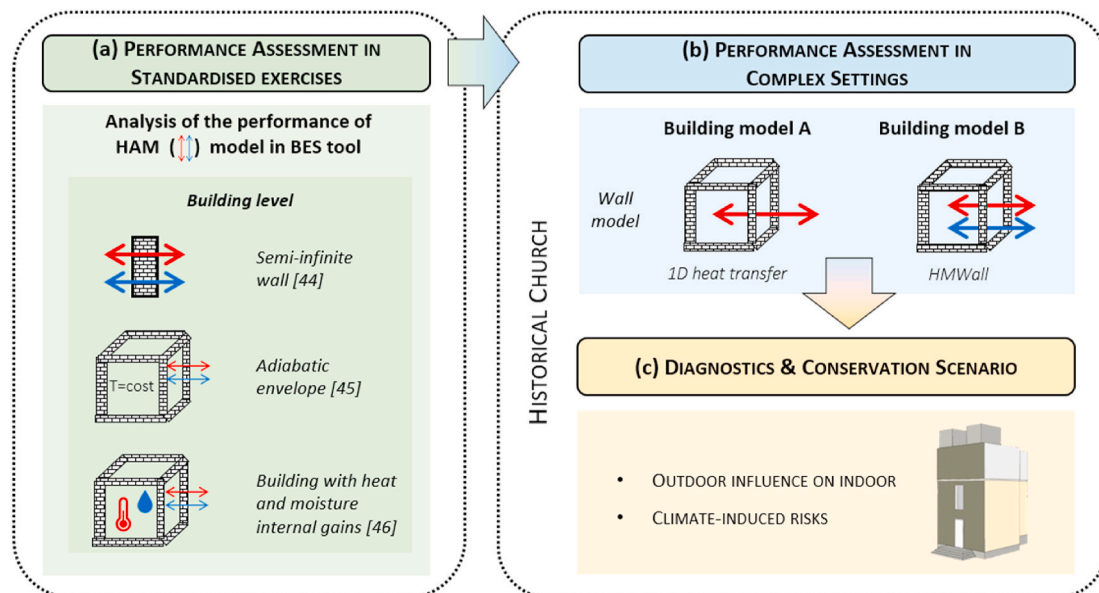 (a) PERFORMANCE ASSESSMENT IN
STANDARDISED EXERCISES
Analysis of the performance of
HAM ( ) model in BES tool
Building level
Semi-infinite
wall [44]
T=cost
Adiabatic
envelope [45]
Building with heat
and moisture
internal gains [46]
HISTORICAL CHURCH
(b) PERFORMANCE ASSESSMENT IN
COMPLEX SETTINGS
Building model A
Building model B
Wall
model
1D heat transfer
HMWall
(c) DIAGNOSTICS & CONSERVATION SCENARIO
• OUTDOOR INFLUENCE ON INDOOR
• CLIMATE-INDUCED RISKS